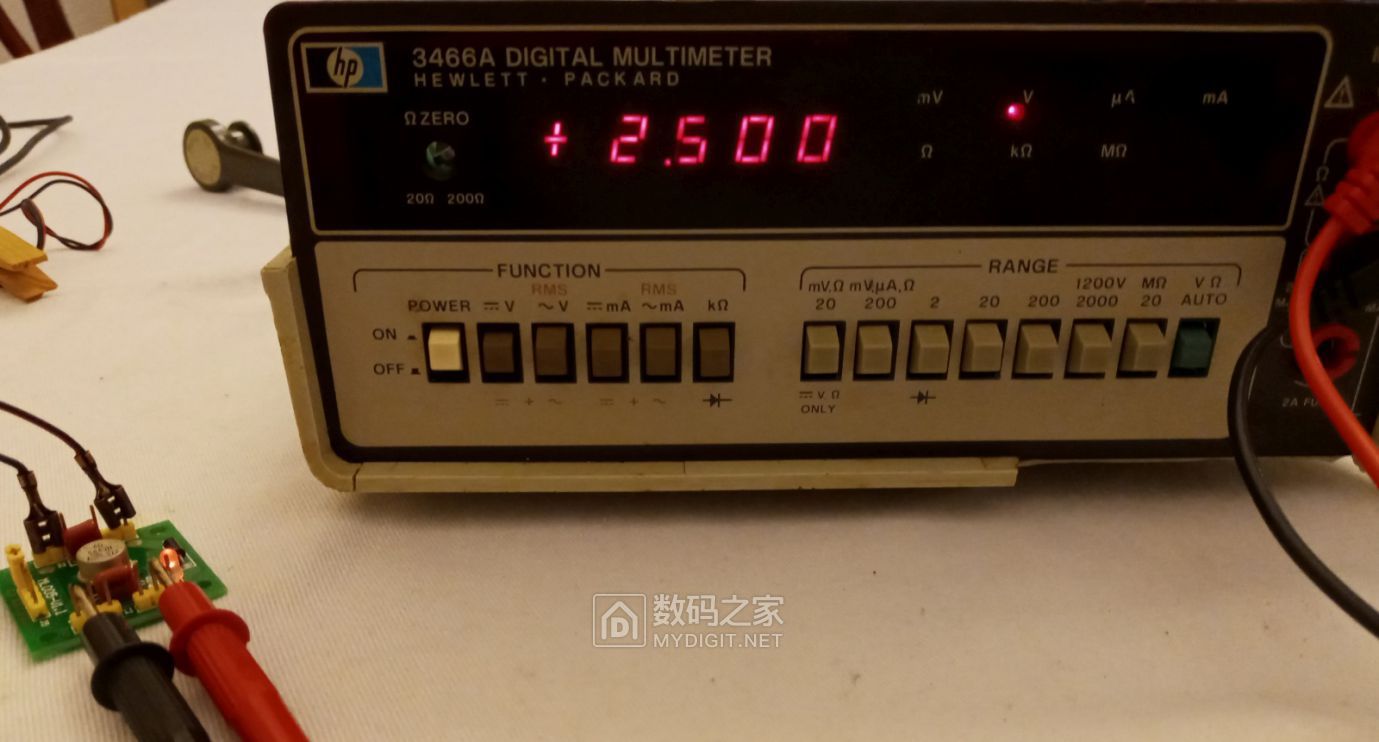 hp
3466A DIGITAL MULTIMETER
HEWLETT · PACKARD
Ω ZERO
20Ω 200Ω
+ 2.500
mV V μA mA
Ω kΩ MΩ
FUNCTION
RMS RMS
POWER ⎓ V ~ V ⎓ mA ~ mA kΩ
ON
OFF
⎓ + ~ ⎓ + ~
RANGE
mV,Ω mV,μA,Ω 1200V MΩ V Ω
20 200 2 20 200 2000 20 AUTO
⎓ V Ω
ONLY
Ω
2A
数码之家
MYDIGIT.NET